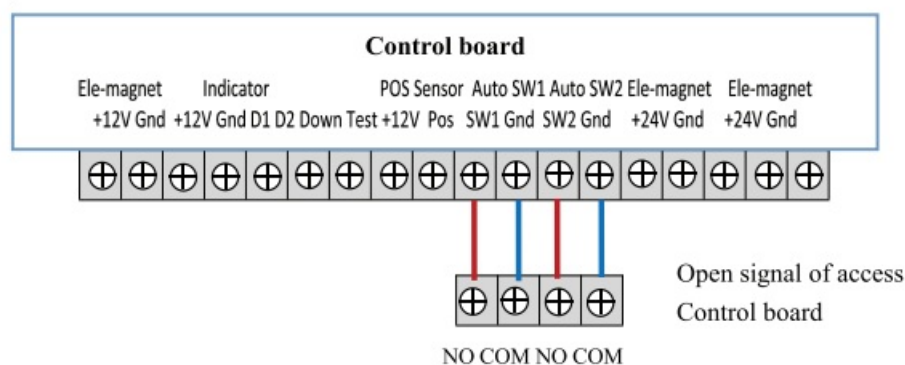 Control board
Ele-magnet Indicator POS Sensor Auto SW1 Auto SW2 Ele-magnet Ele-magnet
+12V Gnd +12V Gnd D1 D2 Down Test +12V Pos SW1 Gnd SW2 Gnd +24V Gnd +24V Gnd
Open signal of access
Control board
NO COM NO COM